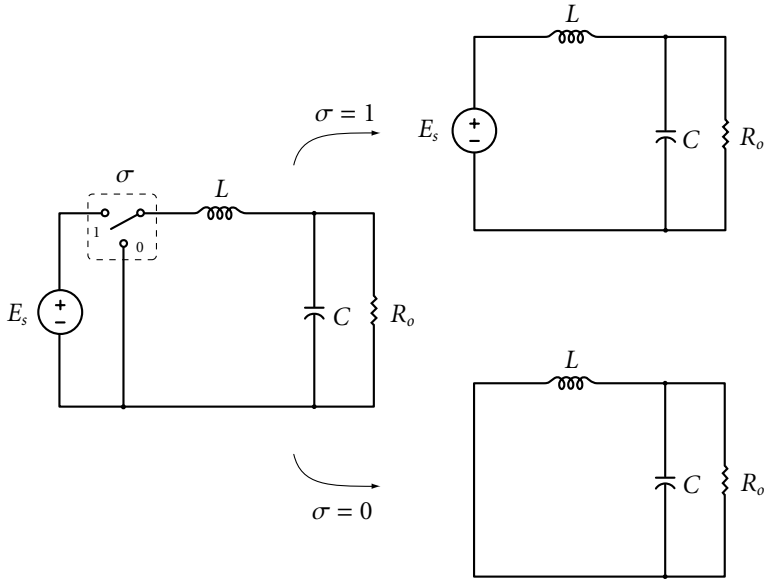 σ
L
1
0
E_s
+
−
C
R_o
σ = 1
L
E_s
+
−
C
R_o
σ = 0
L
C
R_o